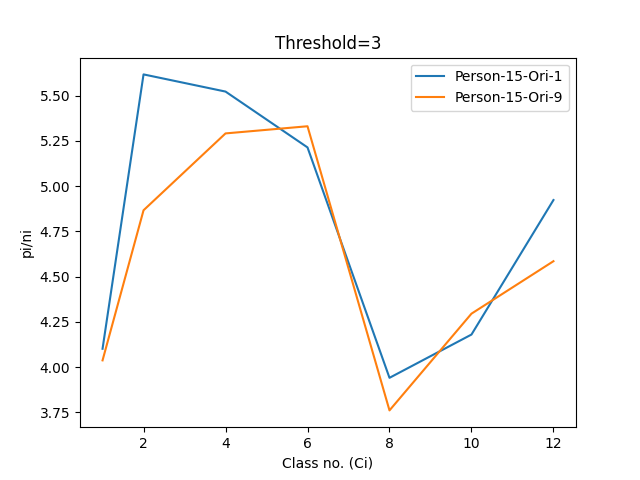 Threshold=3
Person-15-Ori-1
Person-15-Ori-9
pi/ni
5.50
5.25
5.00
4.75
4.50
4.25
4.00
3.75
2 4 6 8 10 12
Class no. (Ci)